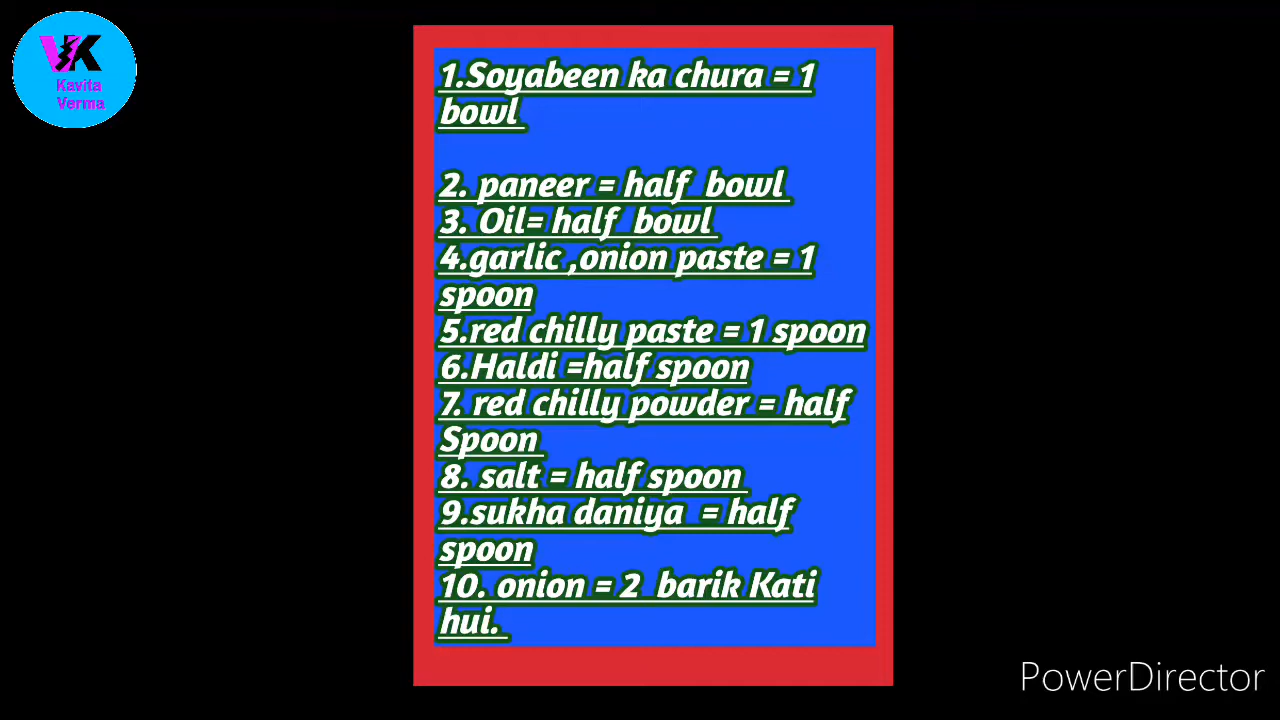 VK
Kavita
Verma
1.Soyabeen ka chura = 1
bowl
2. paneer = half  bowl
3. Oil= half  bowl
4.garlic ,onion paste = 1
spoon
5.red chilly paste = 1 spoon
6.Haldi =half spoon
7. red chilly powder = half
Spoon
8. salt = half spoon
9.sukha daniya  = half
spoon
10. onion = 2  barik Kati
hui.
PowerDirector